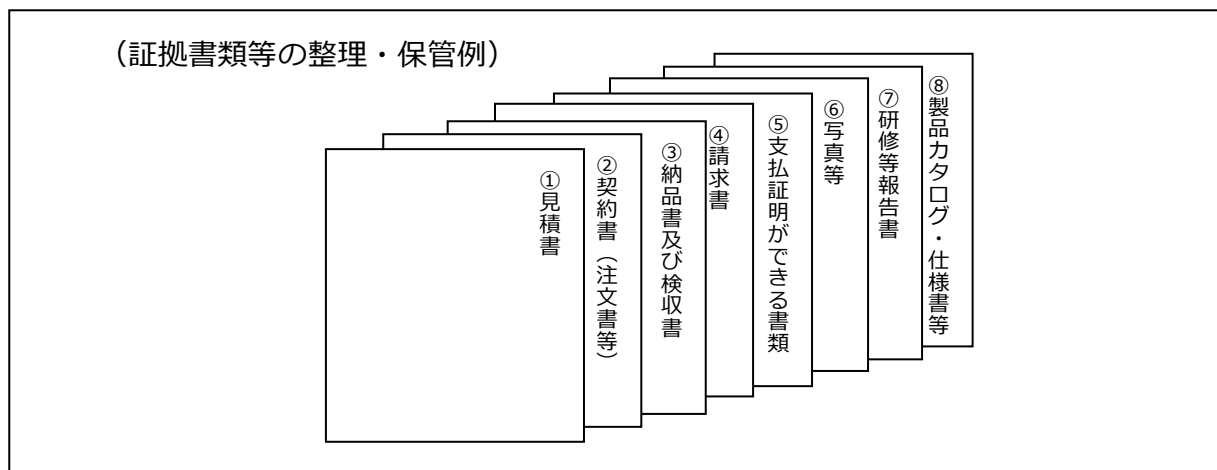 （証拠書類等の整理・保管例）
①見積書
②契約書（注文書等）
③納品書及び検収書
④請求書
⑤支払証明ができる書類
⑥写真等
⑦研修等報告書
⑧製品カタログ・仕様書等